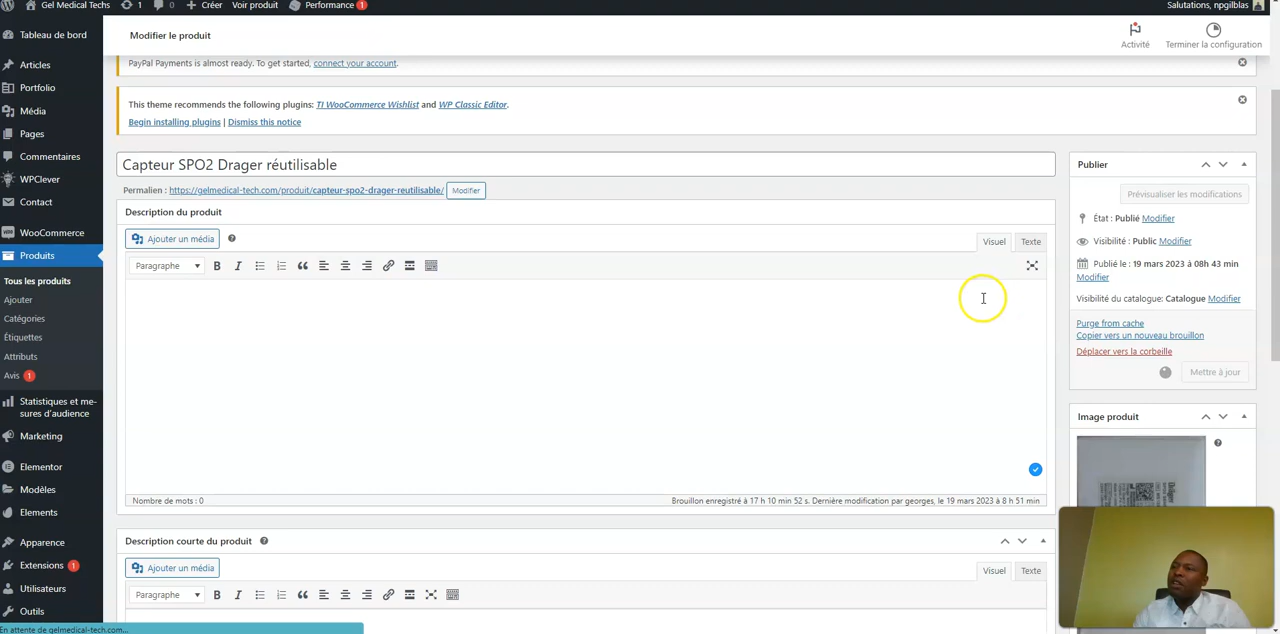 Gel Medical Techs 1 0 Créer Voir produit Performance 1 Salutations, npgilblas
Tableau de bord
Articles
Portfolio
Média
Pages
Commentaires
WPClever
Contact
WooCommerce
Produits
Tous les produits
Ajouter
Catégories
Étiquettes
Attributs
Avis 1
Statistiques et me-
sures d'audience
Marketing
Elementor
Modèles
Elements
Apparence
Extensions 1
Utilisateurs
Outils
En attente de gelmedical-tech.com...
Modifier le produit
Activité
Terminer la configuration
PayPal Payments is almost ready. To get started, connect your account.
This theme recommends the following plugins: TI WooCommerce Wishlist and WP Classic Editor.
Begin installing plugins | Dismiss this notice
Capteur SPO2 Drager réutilisable
Permalien : https://gelmedical-tech.com/produit/capteur-spo2-drager-reutilisable/ Modifier
Description du produit
Ajouter un média
Visuel Texte
Paragraphe
Nombre de mots : 0
Brouillon enregistré à 17 h 10 min 52 s. Dernière modification par georges, le 19 mars 2023 à 8 h 51 min
Description courte du produit
Ajouter un média
Visuel Texte
Paragraphe
Publier
Prévisualiser les modifications
État : Publié Modifier
Visibilité : Public Modifier
Publié le : 19 mars 2023 à 08h 43 min
Modifier
Visibilité du catalogue: Catalogue Modifier
Purge from cache
Copier vers un nouveau brouillon
Déplacer vers la corbeille
Mettre à jour
Image produit
Dräger